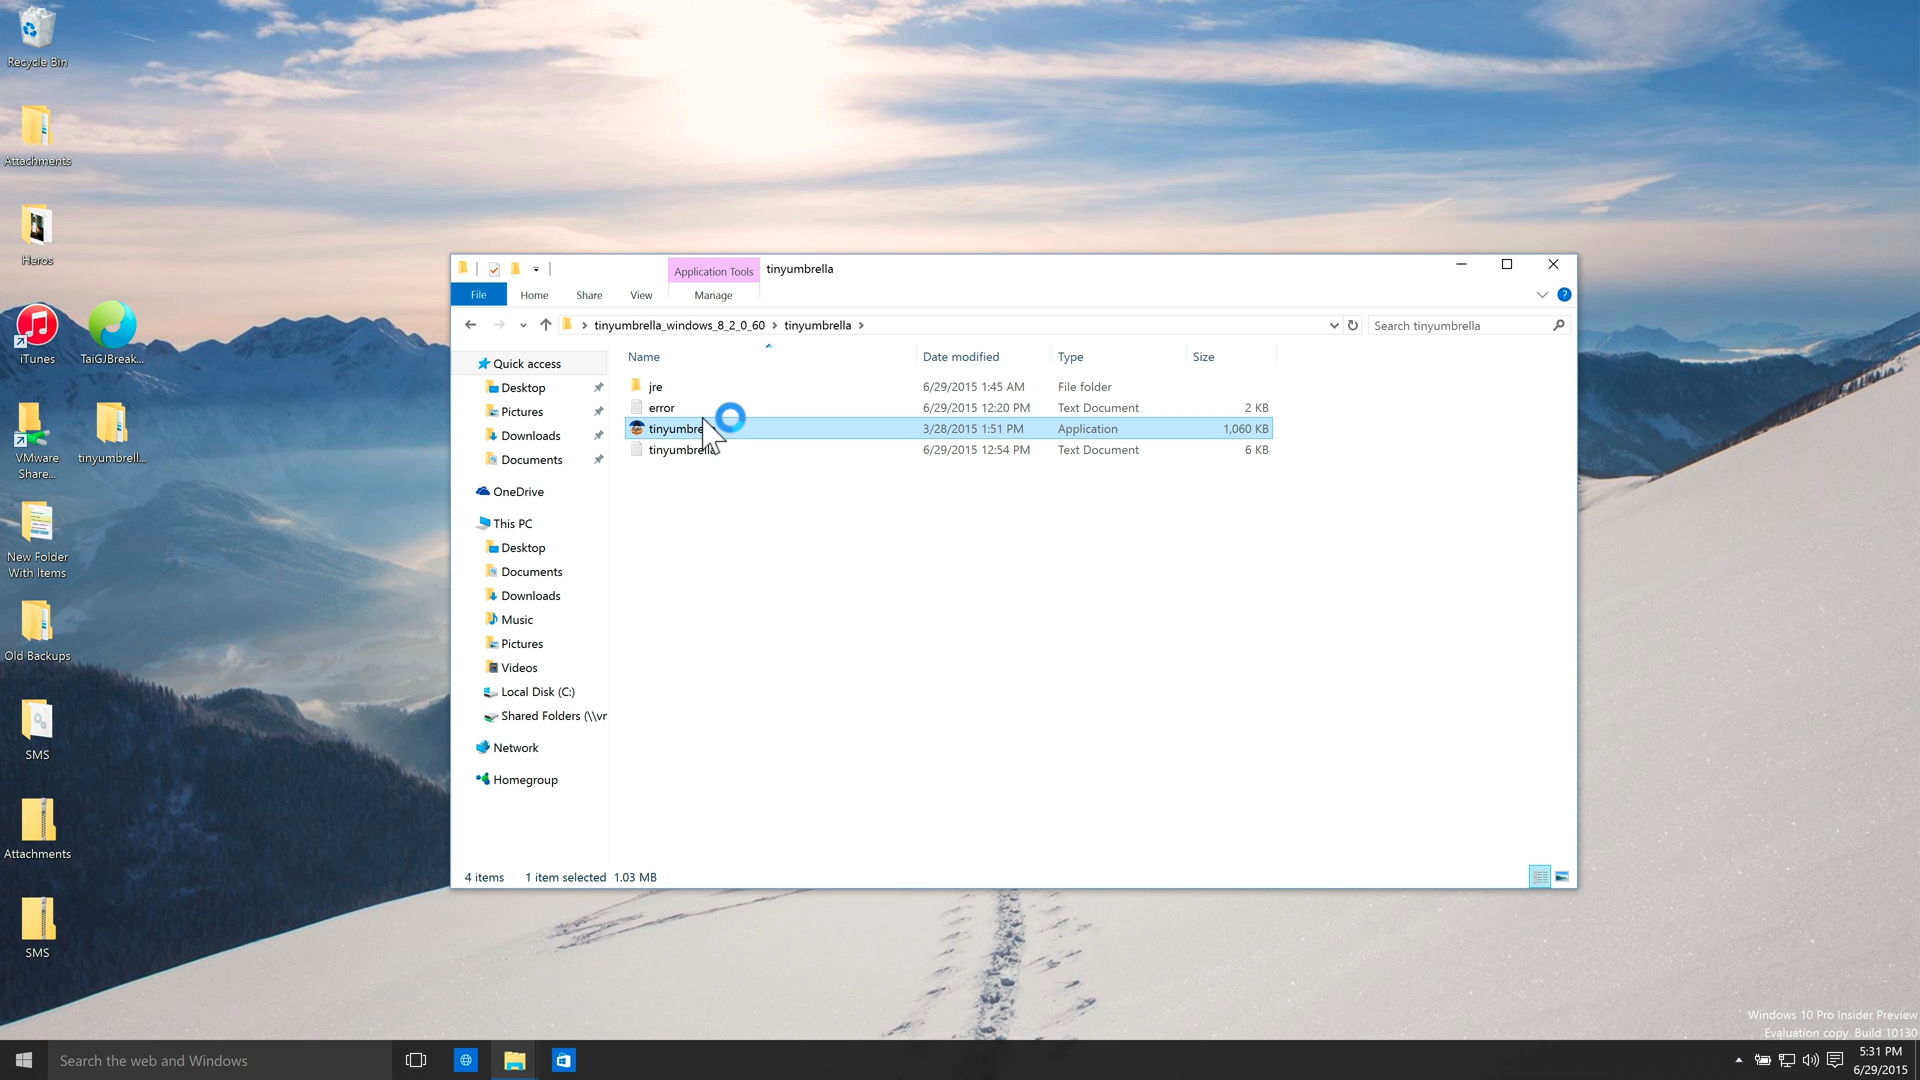 Recycle Bin
Attachments
Heros
iTunes
TaiGJBreak...
VMware
Share...
tinyumbrell...
New Folder
With Items
Old Backups
SMS
Attachments
SMS
Application Tools
tinyumbrella
File
Home
Share
View
Manage
tinyumbrella_windows_8_2_0_60
tinyumbrella
Search tinyumbrella
Name
Date modified
Type
Size
jre
6/29/2015 1:45 AM
File folder
error
6/29/2015 12:20 PM
Text Document
2 KB
tinyumbre
3/28/2015 1:51 PM
Application
1,060 KB
tinyumbrella
6/29/2015 12:54 PM
Text Document
6 KB
Quick access
Desktop
Pictures
Downloads
Documents
OneDrive
This PC
Desktop
Documents
Downloads
Music
Pictures
Videos
Local Disk (C:)
Shared Folders (\\vr
Network
Homegroup
4 items
1 item selected 1.03 MB
Windows 10 Pro Insider Preview
Evaluation copy. Build 10130
Search the web and Windows
5:31 PM
6/29/2015